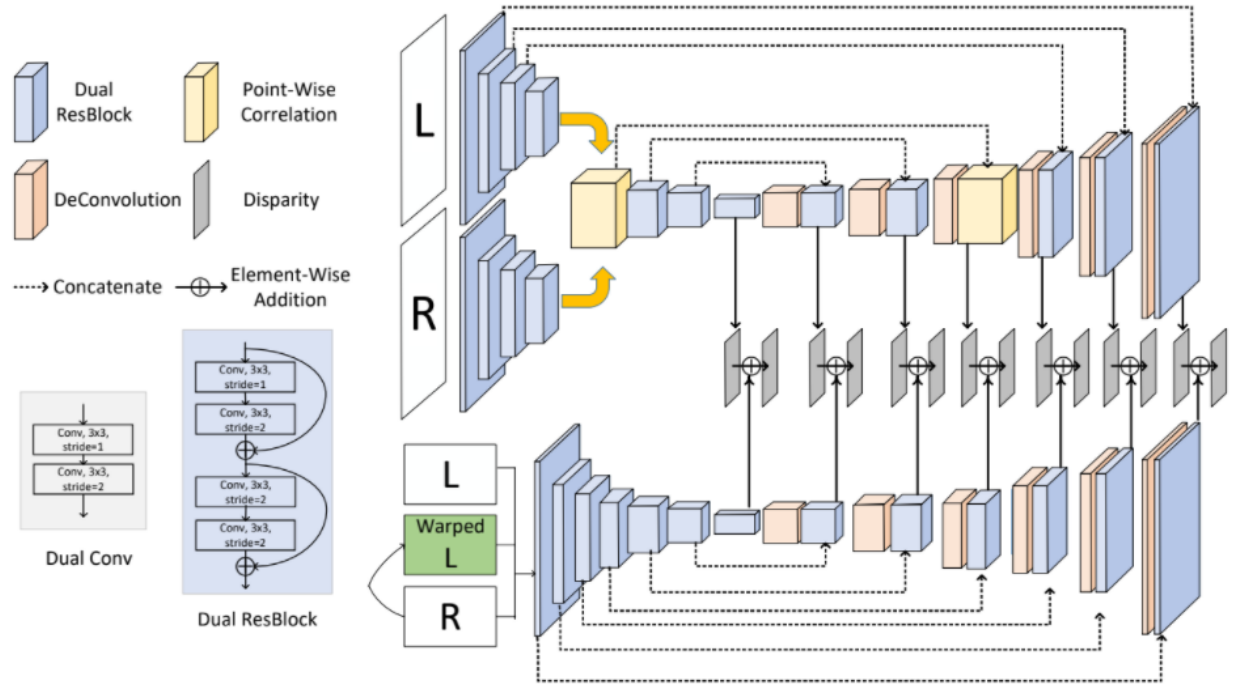 Dual
ResBlock
Point-Wise
Correlation
DeConvolution
Disparity
Concatenate
Element-Wise
Addition
Conv, 3x3,
stride=1
Conv, 3x3,
stride=2
Dual Conv
Conv, 3x3,
stride=1
Conv, 3x3,
stride=2
Conv, 3x3,
stride=2
Conv, 3x3,
stride=2
Dual ResBlock
L
R
L
Warped
L
R